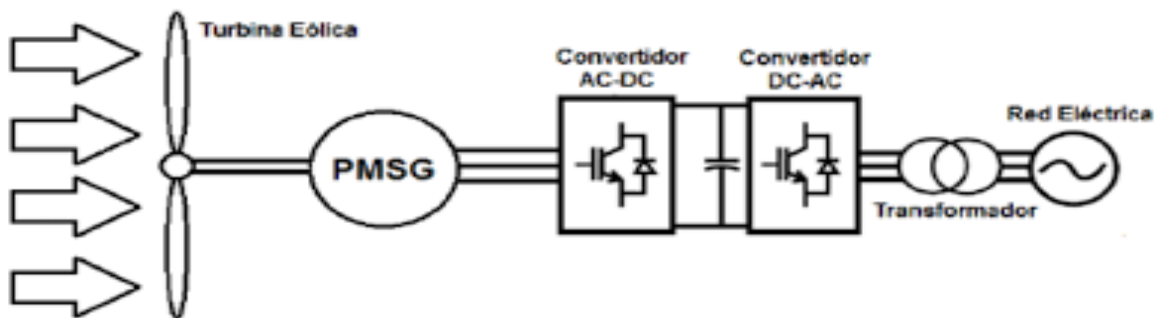 Turbina Eólica
PMSG
Convertidor
AC-DC
Convertidor
DC-AC
Transformador
Red Eléctrica